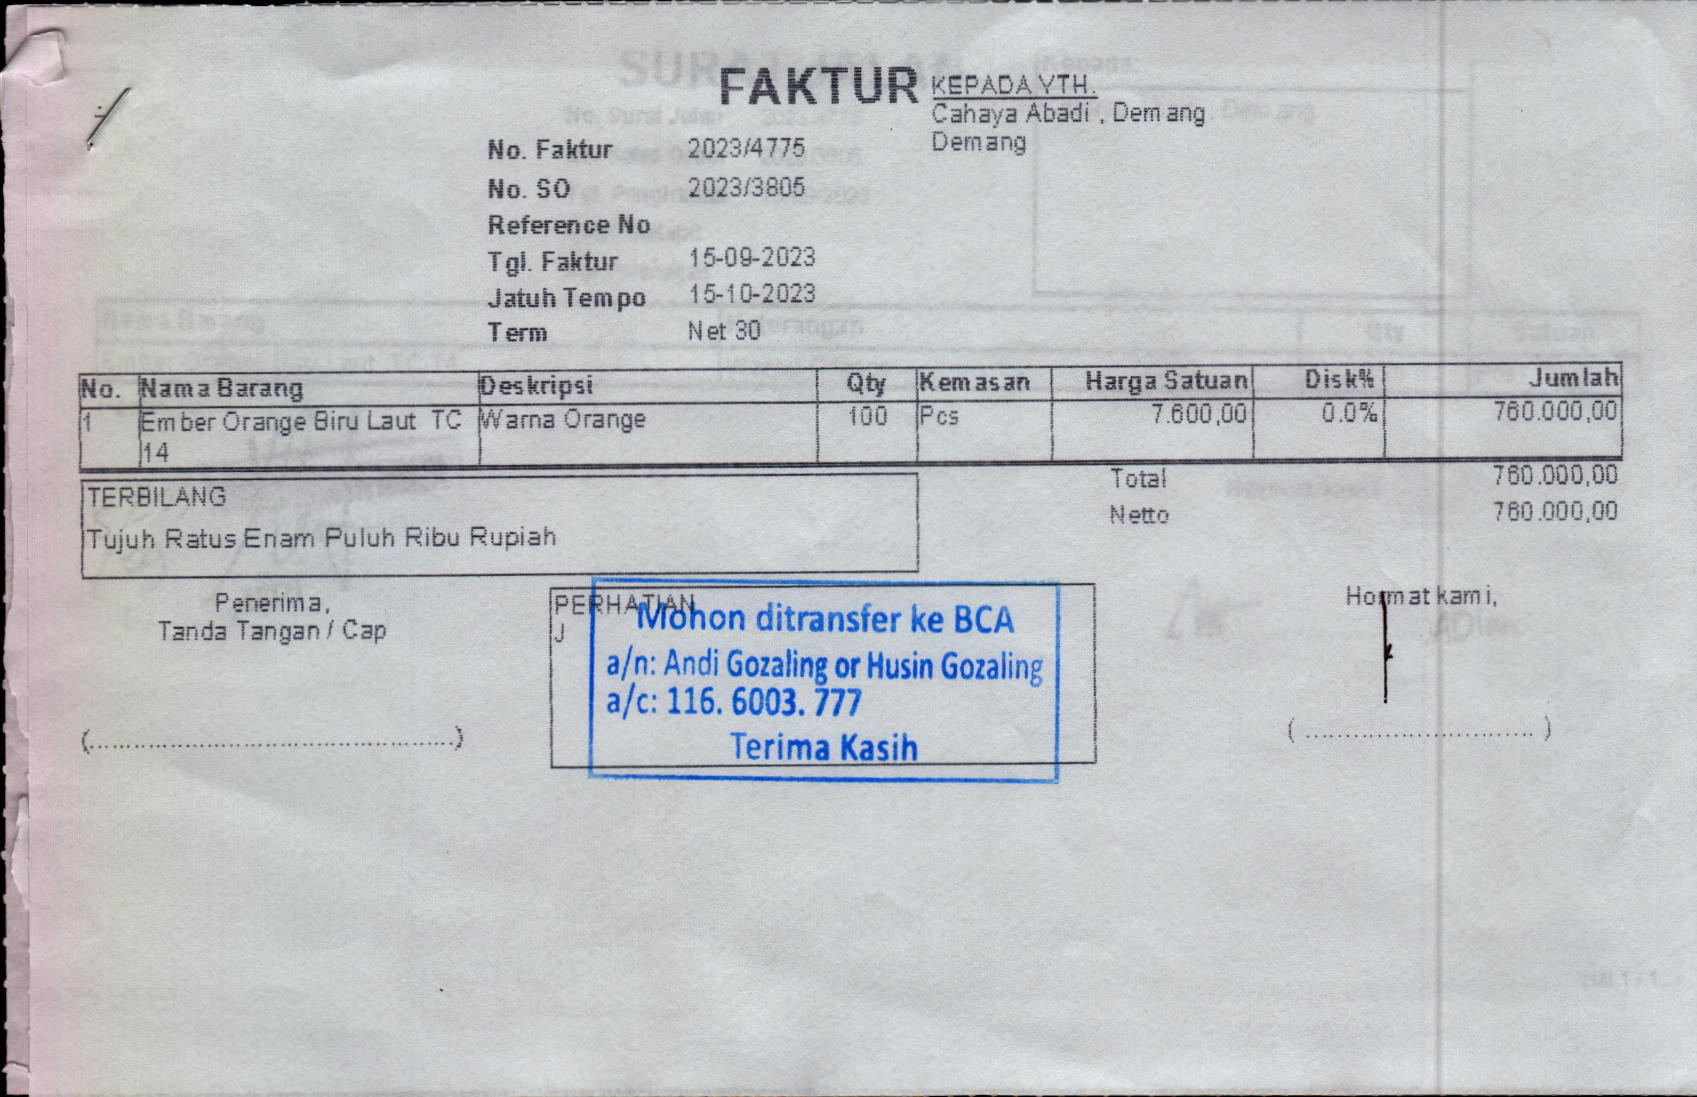 FAKTUR
KEPADA YTH.
Cahaya Abadi , Demang
Demang
No. Faktur 2023/4775
No. SO 2023/3805
Reference No
Tgl. Faktur 15-09-2023
Jatuh Tempo 15-10-2023
Term Net 30
No. Nama Barang Deskripsi Qty Kemasan Harga Satuan Disk% Jumlah
1 Ember Orange Biru Laut TC Warna Orange 100 Pcs 7.600,00 0.0% 760.000,00
14
Total 760.000,00
Netto 760.000,00
TERBILANG
Tujuh Ratus Enam Puluh Ribu Rupiah
Penerima,
Tanda Tangan / Cap
(..............................................)
PERHATIAN
J
Mohon ditransfer ke BCA
a/n: Andi Gozaling or Husin Gozaling
a/c: 116. 6003. 777
Terima Kasih
Hormat kami,
( ............................. )